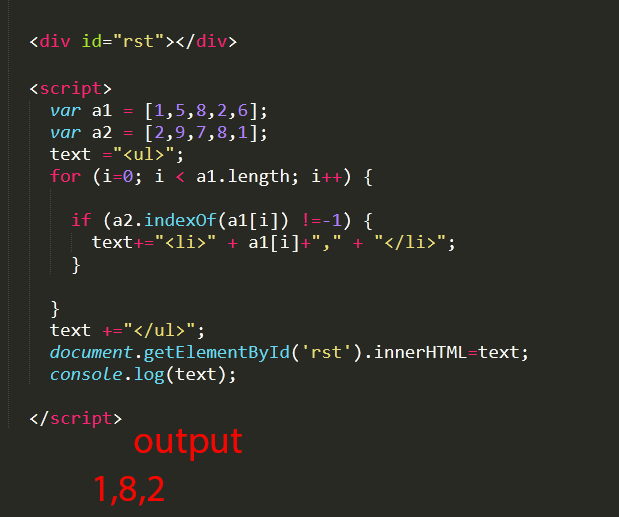 <div id="rst"></div>
<script>
var a1 = [1,5,8,2,6];
var a2 = [2,9,7,8,1];
text ="<ul>";
for (i=0; i < a1.length; i++) {
if (a2.indexOf(a1[i]) !==-1) {
text+="<li>" + a1[i]+"," + "</li>";
}
}
text +="</ul>";
document.getElementById('rst').innerHTML=text;
console.log(text);
</script>
output
1,8,2